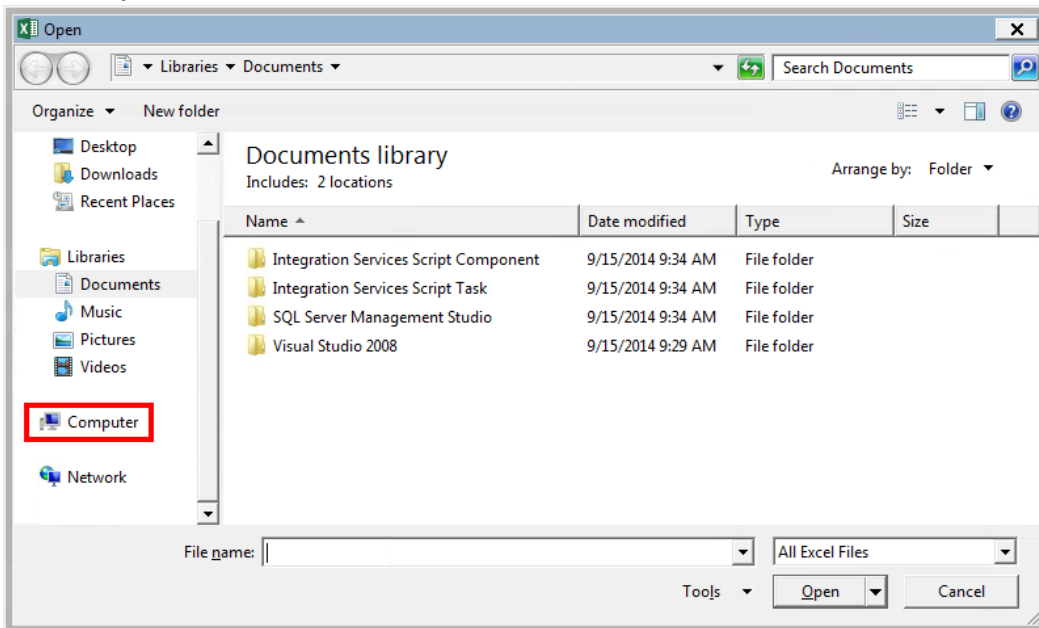 Open
Libraries Documents
Search Documents
Organize New folder
Desktop
Downloads
Recent Places
Libraries
Documents
Music
Pictures
Videos
Computer
Network
Documents library
Includes: 2 locations
Arrange by: Folder
Name Date modified Type Size
Integration Services Script Component 9/15/2014 9:34 AM File folder
Integration Services Script Task 9/15/2014 9:34 AM File folder
SQL Server Management Studio 9/15/2014 9:34 AM File folder
Visual Studio 2008 9/15/2014 9:29 AM File folder
File name: All Excel Files
Tools Open Cancel